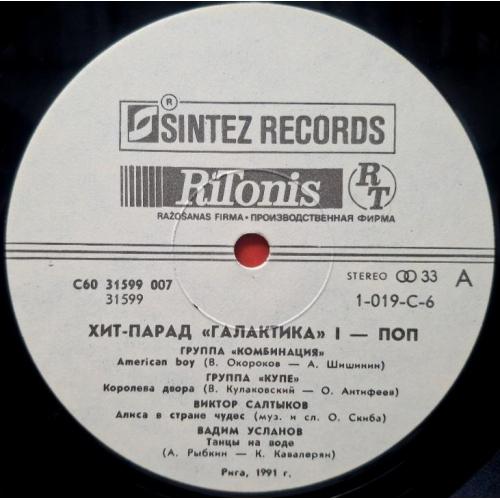 ®
SINTEZ RECORDS
RiTonis RT
RAŽOŠANAS FIRMA • ПРОИЗВОДСТВЕННАЯ ФИРМА
С60 31599 007
31599
STEREO 33 A
1-019-C-6
ХИТ-ПАРАД «ГАЛАКТИКА» I — ПОП
ГРУППА «КОМБИНАЦИЯ»
American boy (В. Окороков — А. Шишинин)
ГРУППА «КУПЕ»
Королева двора (В. Кулаковский — О. Антифеев)
ВИКТОР САЛТЫКОВ
Алиса в стране чудес (муз. и сл. О. Скиба)
ВАДИМ УСЛАНОВ
Танцы на воде
(А. Рыбкин — К. Кавалерян)
Рига, 1991 г.